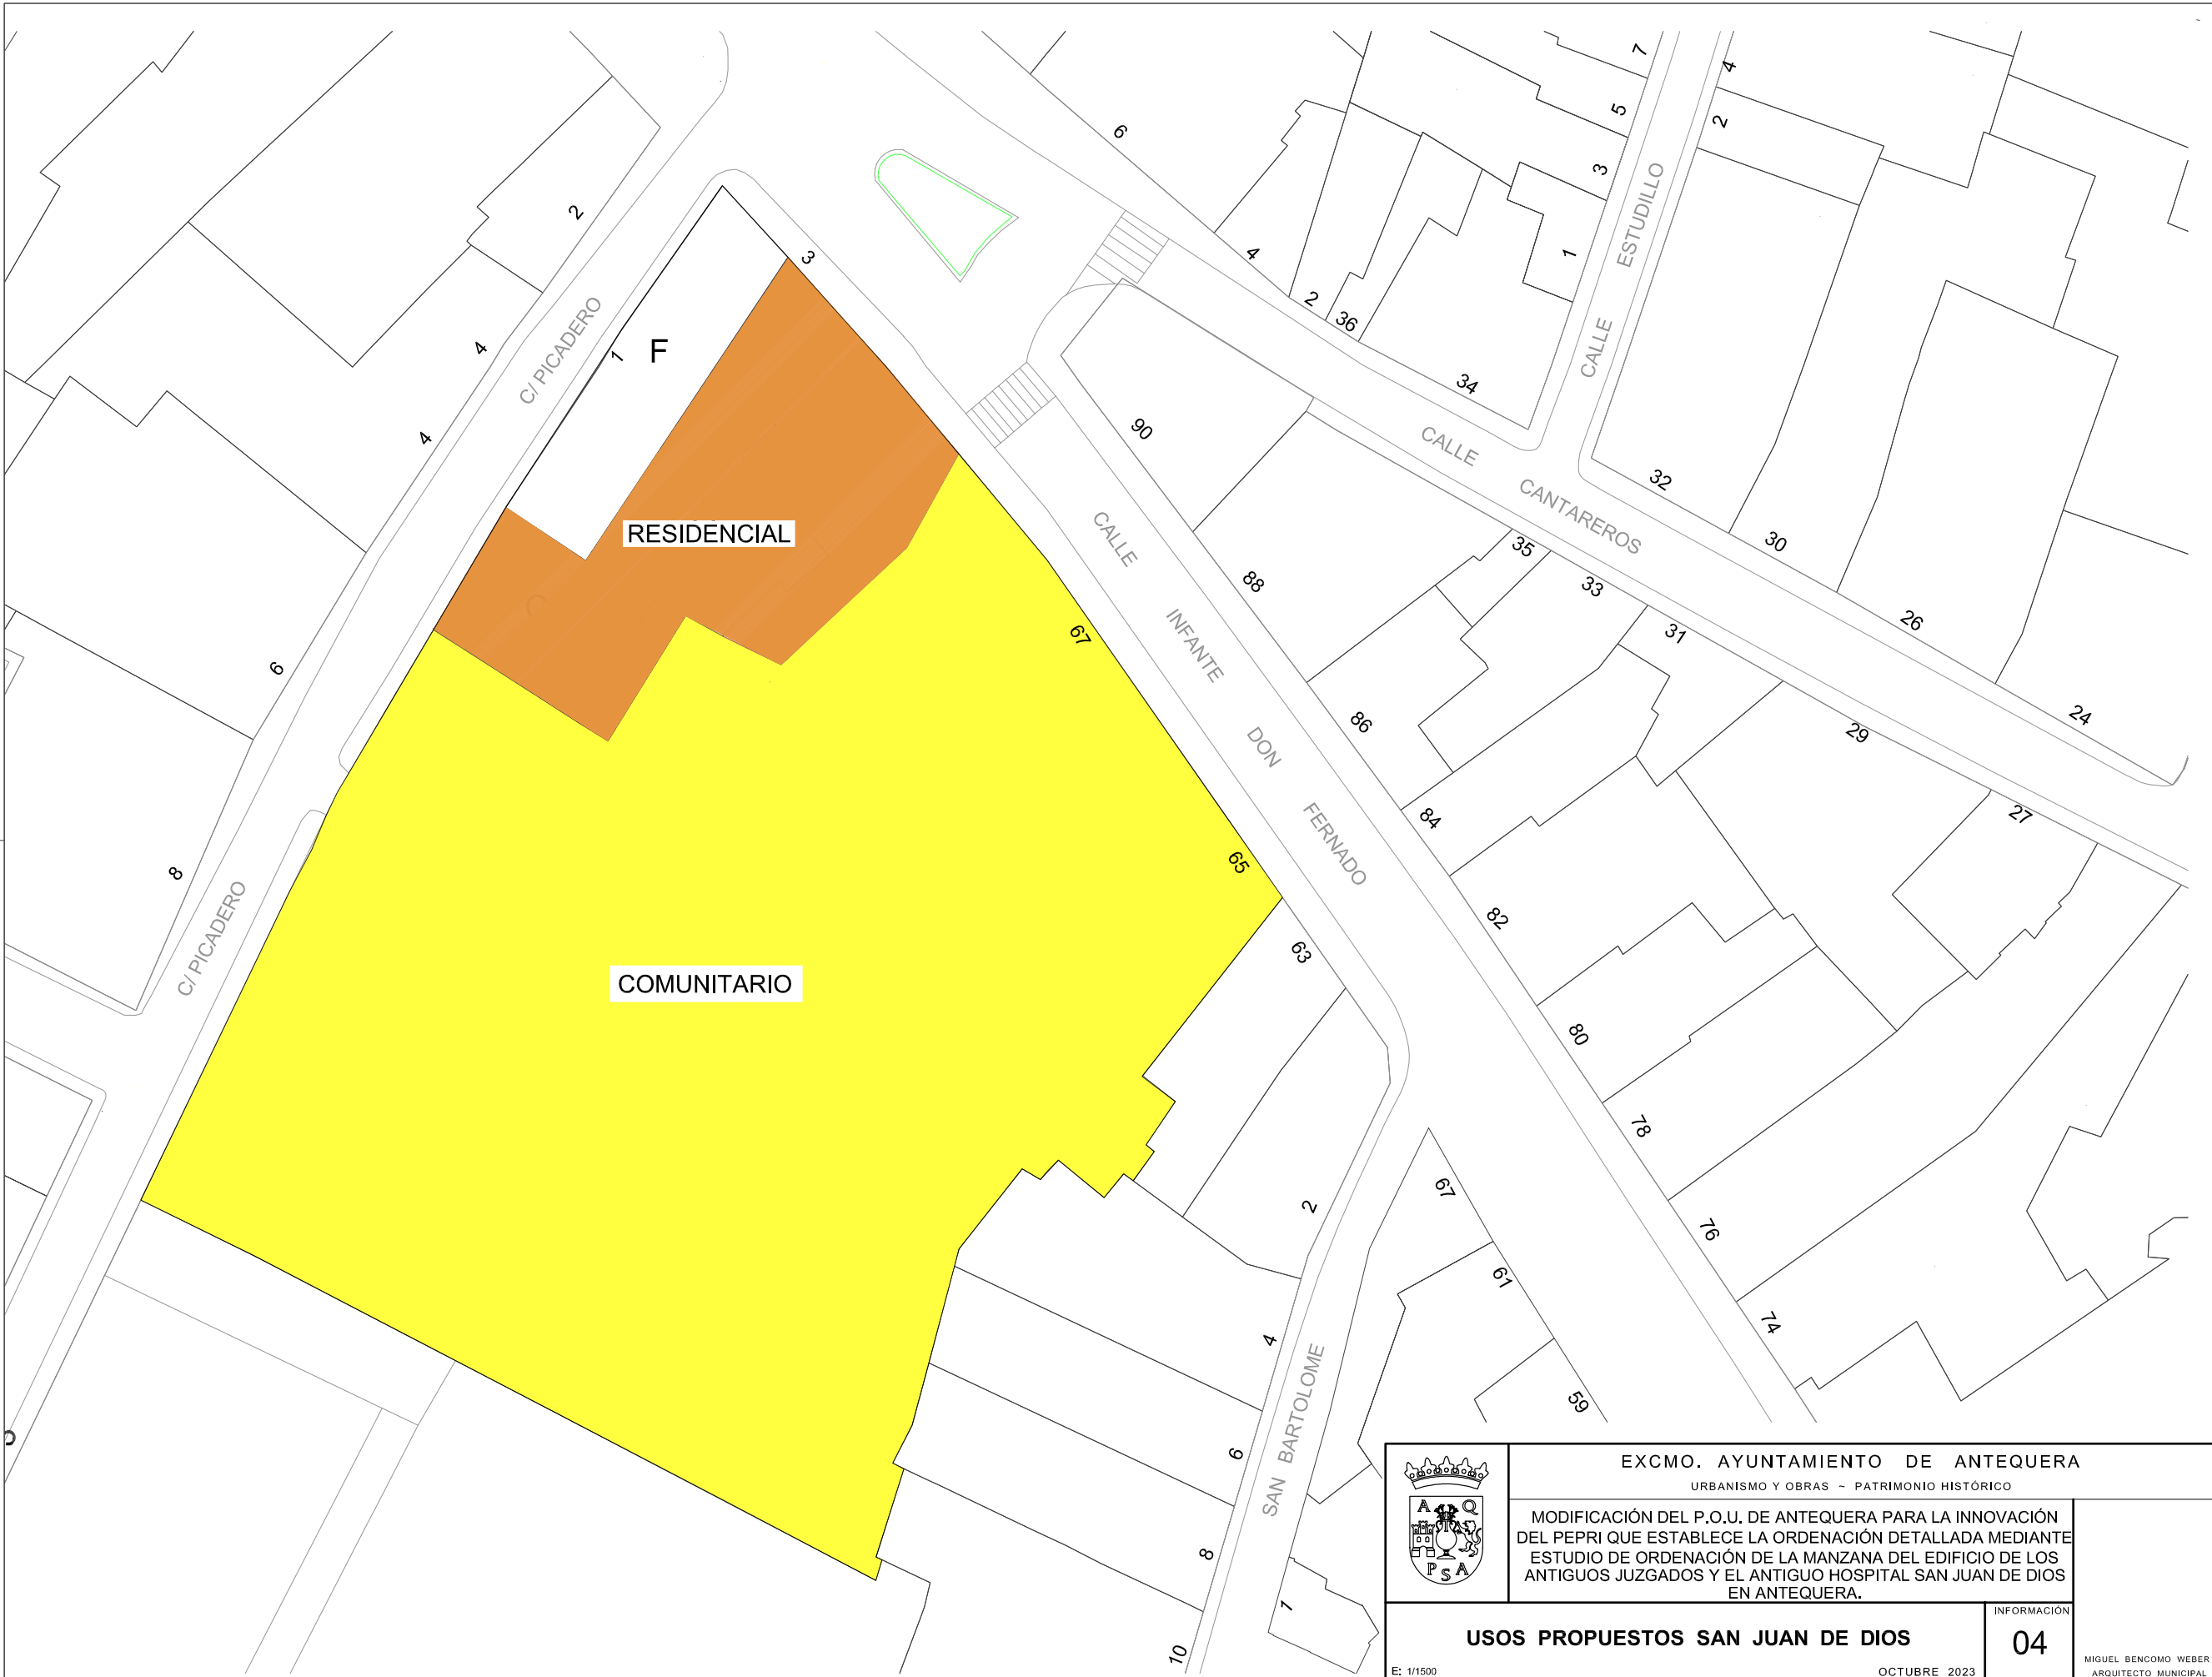 7
4
6
5
2
3
ESTUDILLO
CALLE
2
3
4
1
C/ PICADERO
1
F
4
2
36
34
4
90
CALLE
CANTAREROS
32
RESIDENCIAL
30
CALLE
INFANTE
DON
FERNADO
35
33
31
88
26
67
6
86
24
29
84
27
65
8
C/ PICADERO
82
63
COMUNITARIO
80
78
67
2
76
61
74
4
59
SAN BARTOLOME
6
8
1
10
A Q
P S A
EXCMO. AYUNTAMIENTO DE ANTEQUERA
URBANISMO Y OBRAS ~ PATRIMONIO HISTÓRICO
MODIFICACIÓN DEL P.O.U. DE ANTEQUERA PARA LA INNOVACIÓN
DEL PEPRI QUE ESTABLECE LA ORDENACIÓN DETALLADA MEDIANTE
ESTUDIO DE ORDENACIÓN DE LA MANZANA DEL EDIFICIO DE LOS
ANTIGUOS JUZGADOS Y EL ANTIGUO HOSPITAL SAN JUAN DE DIOS
EN ANTEQUERA.
USOS PROPUESTOS SAN JUAN DE DIOS
E: 1/1500
OCTUBRE 2023
INFORMACIÓN
04
MIGUEL BENCOMO WEBER
ARQUITECTO MUNICIPAL